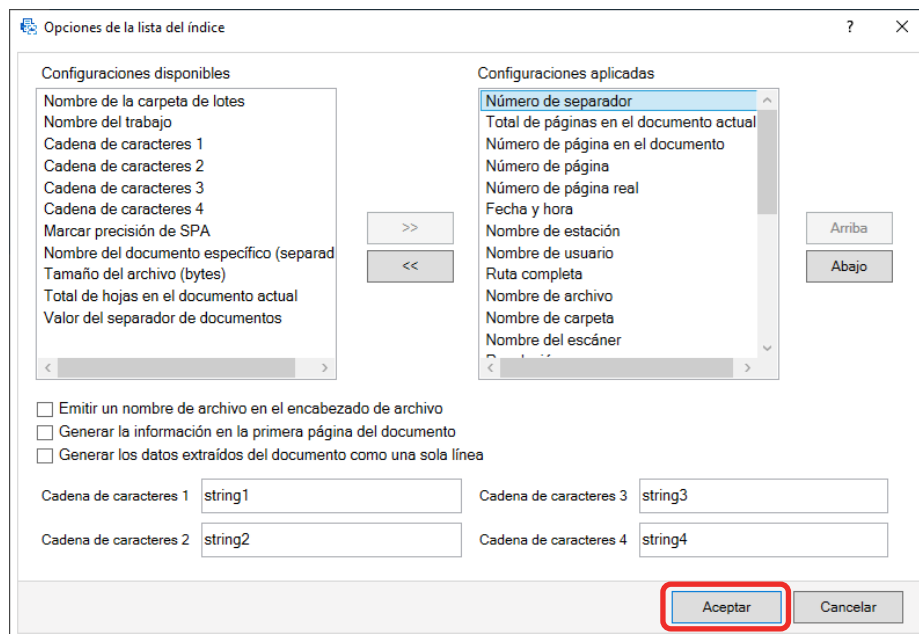 Opciones de la lista del índice
?
Configuraciones disponibles
Nombre de la carpeta de lotes
Nombre del trabajo
Cadena de caracteres 1
Cadena de caracteres 2
Cadena de caracteres 3
Cadena de caracteres 4
Marcar precisión de SPA
Nombre del documento específico (separad
Tamaño del archivo (bytes)
Total de hojas en el documento actual
Valor del separador de documentos
>>
<<
Configuraciones aplicadas
Número de separador
Total de páginas en el documento actual
Número de página en el documento
Número de página
Número de página real
Fecha y hora
Nombre de estación
Nombre de usuario
Ruta completa
Nombre de archivo
Nombre de carpeta
Nombre del escáner
Arriba
Abajo
Emitir un nombre de archivo en el encabezado de archivo
Generar la información en la primera página del documento
Generar los datos extraídos del documento como una sola línea
Cadena de caracteres 1 string1
Cadena de caracteres 3 string3
Cadena de caracteres 2 string2
Cadena de caracteres 4 string4
Aceptar
Cancelar